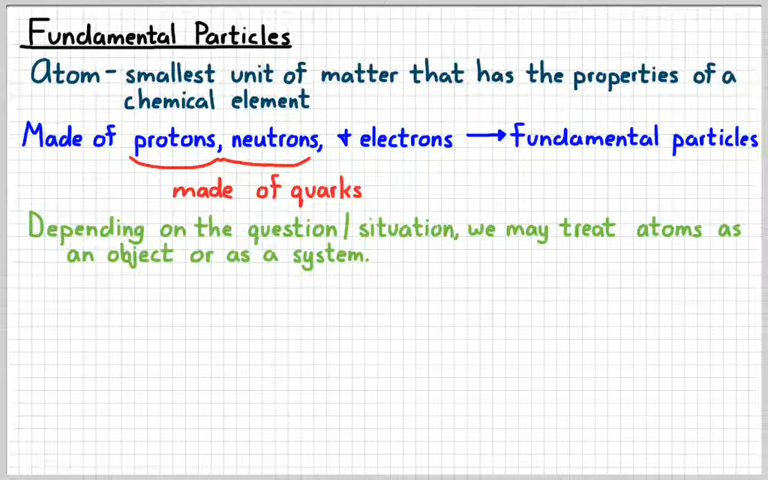 Fundamental Particles
Atom - smallest unit of matter that has the properties of a
chemical element
Made of protons, neutrons, + electrons → fundamental particles
made of quarks
Depending on the question/situation, we may treat atoms as
an object or as a system.